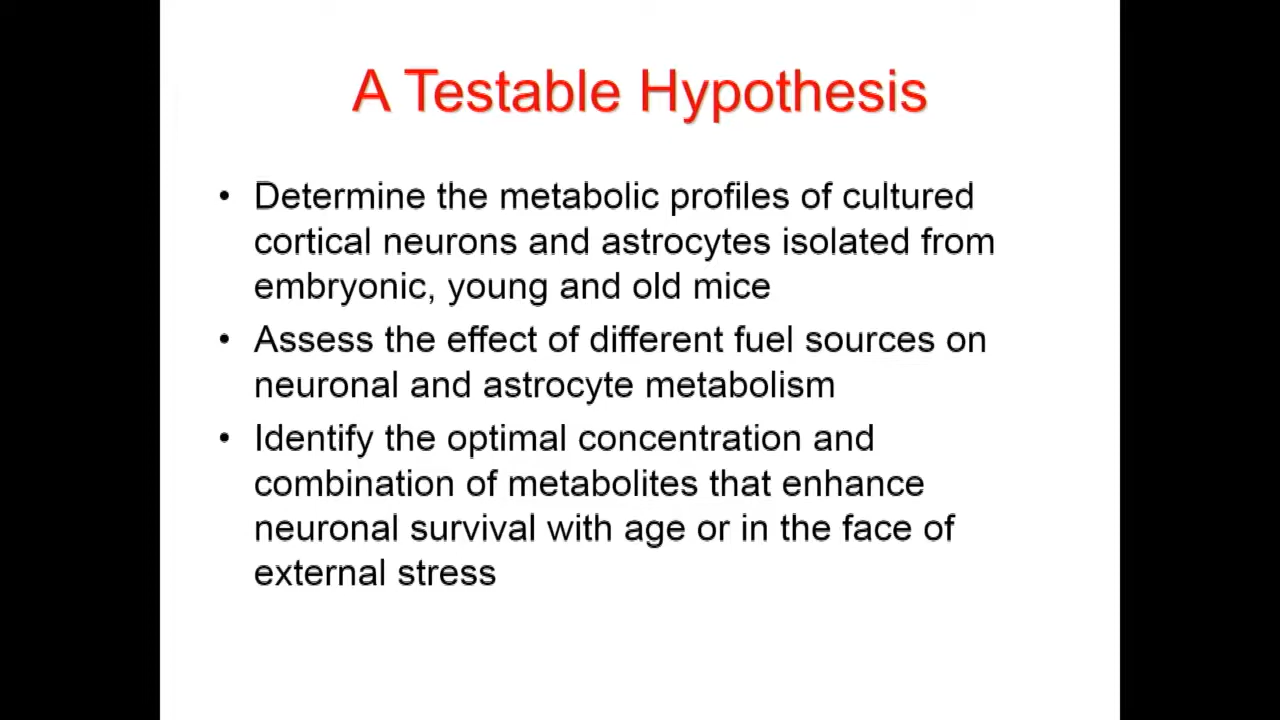 A Testable Hypothesis
• Determine the metabolic profiles of cultured
cortical neurons and astrocytes isolated from
embryonic, young and old mice
• Assess the effect of different fuel sources on
neuronal and astrocyte metabolism
• Identify the optimal concentration and
combination of metabolites that enhance
neuronal survival with age or in the face of
external stress